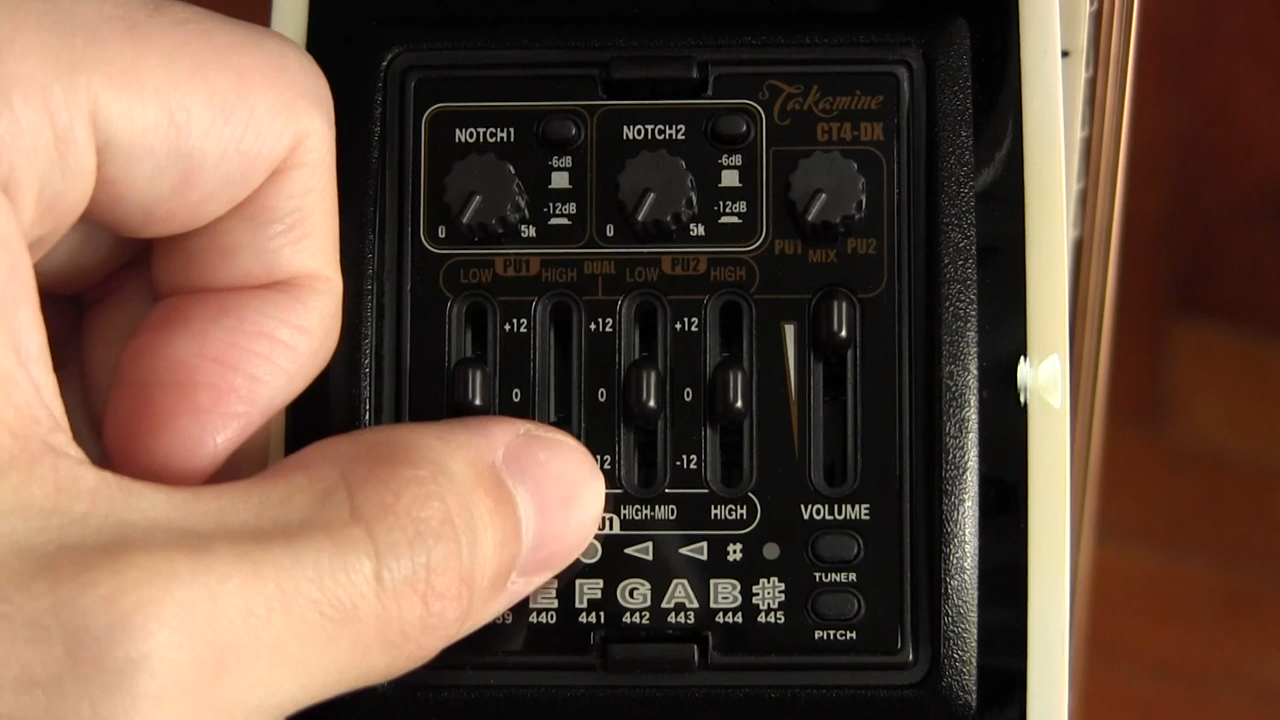 Takamine
CT4-DX
NOTCH1
-6dB
-12dB
0 5k
NOTCH2
-6dB
-12dB
0 5k
PU1 MIX PU2
LOW PU1 HIGH DUAL LOW PU2 HIGH
+12 +12 +12
0 0 0
12 -12
HIGH-MID HIGH VOLUME
♯
TUNER
E F G A B #
39 440 441 442 443 444 445
PITCH